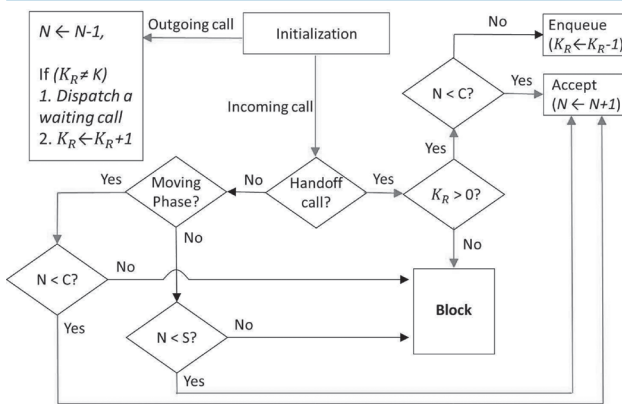 N ← N-1,
If (K_R ≠ K)
1. Dispatch a
waiting call
2. K_R←K_R+1
Outgoing call
Initialization
Incoming call
No
Enqueue
(K_R←K_R-1)
N < C?
Yes
Accept
(N ← N+1)
Yes
Yes
Moving
Phase?
No
Handoff
call?
Yes
K_R > 0?
No
No
N < C?
No
Block
Yes
N < S?
No
Yes